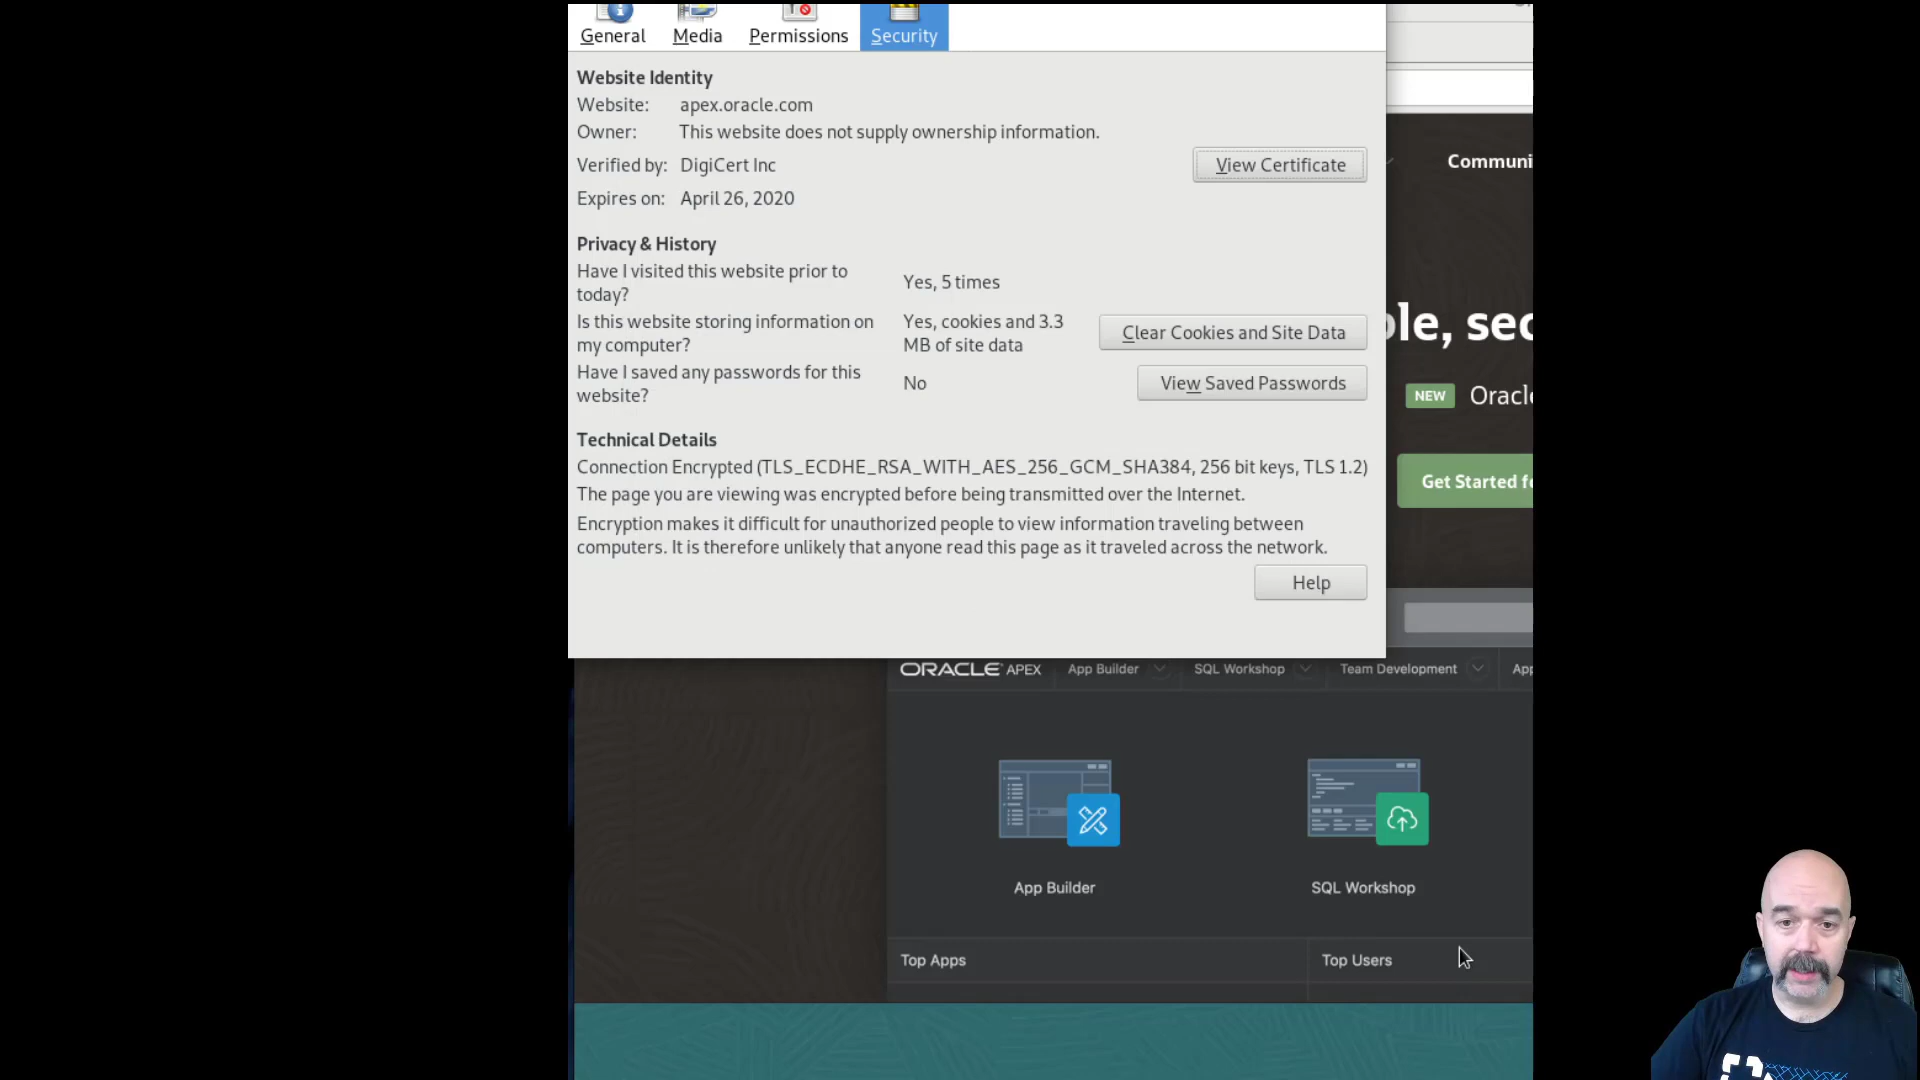 General Media Permissions Security
Website Identity
Website: apex.oracle.com
Owner: This website does not supply ownership information.
Verified by: DigiCert Inc
View Certificate
Expires on: April 26, 2020
Privacy & History
Have I visited this website prior to
today?
Yes, 5 times
Is this website storing information on
my computer?
Yes, cookies and 3.3
MB of site data
Clear Cookies and Site Data
Have I saved any passwords for this
website?
No
View Saved Passwords
Technical Details
Connection Encrypted (TLS_ECDHE_RSA_WITH_AES_256_GCM_SHA384, 256 bit keys, TLS 1.2)
The page you are viewing was encrypted before being transmitted over the Internet.
Encryption makes it difficult for unauthorized people to view information traveling between
computers. It is therefore unlikely that anyone read this page as it traveled across the network.
Help
Communi
ble, sec
NEW Oracle
Get Started fo
ORACLE APEX App Builder SQL Workshop Team Development App
App Builder SQL Workshop
Top Apps Top Users